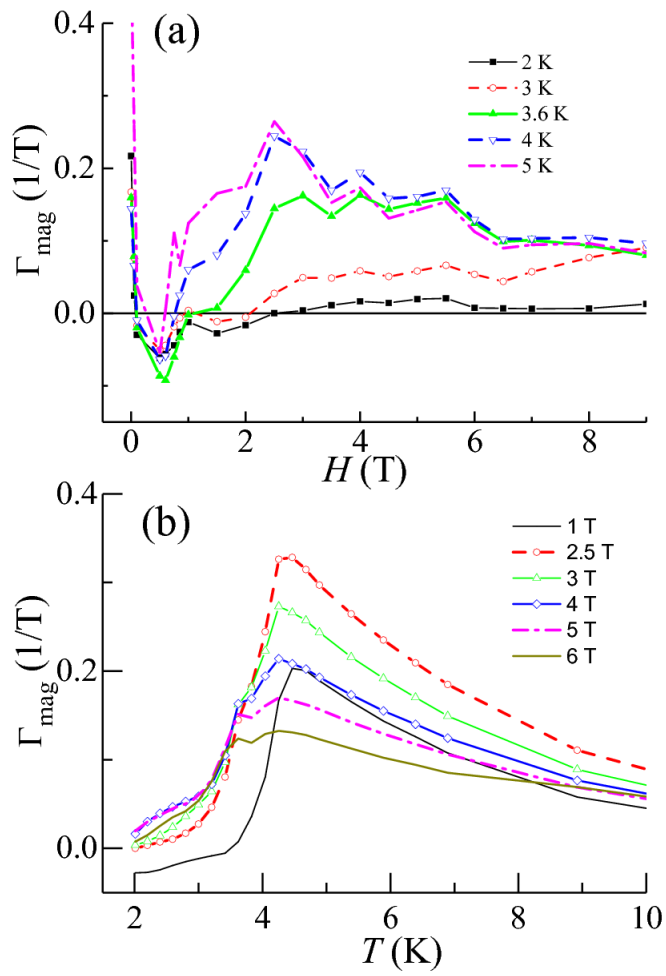 (a)
0.4
0.2
0.0
Γmag (1/T)
2 K
3 K
3.6 K
4 K
5 K
0 2 4 6 8
H (T)
(b)
0.4
0.2
0.0
Γmag (1/T)
1 T
2.5 T
3 T
4 T
5 T
6 T
2 4 6 8 10
T (K)